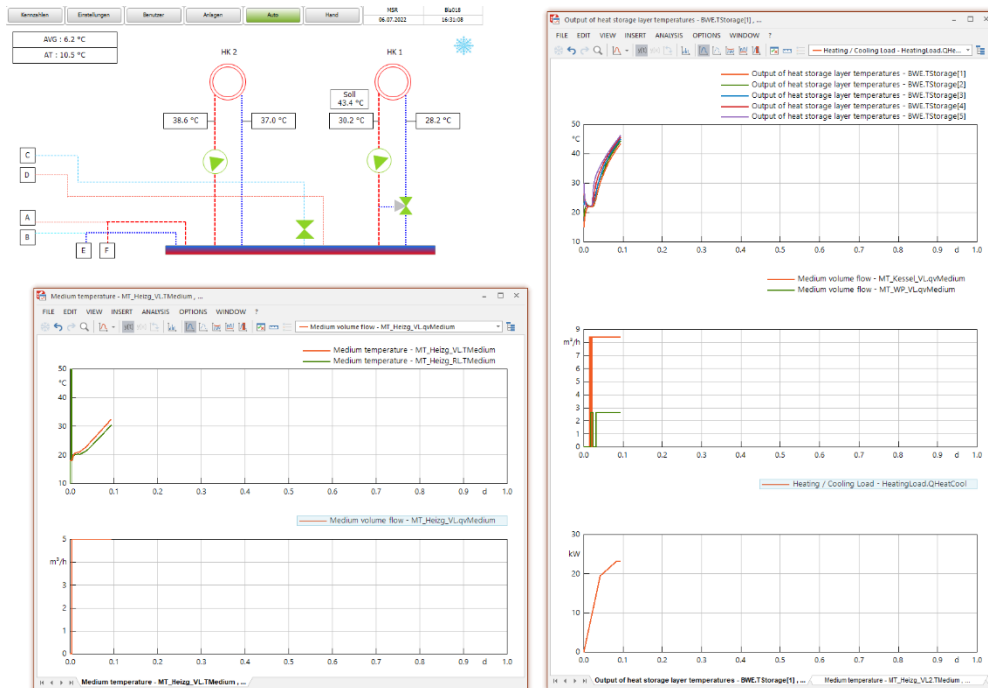 Kennzahlen Einstellungen Benutzer Anlagen Auto Hand HSR Bla01B
06.07.2022 16:31:08
AVG : 6.2 °C
AT : 10.5 °C
HK 2 HK 1
Soll
43.4 °C
38.6 °C 37.0 °C 30.2 °C 28.2 °C
C
D
A
B
E F
Medium temperature - MT_Heizg_VL.TMedium , ...
FILE EDIT VIEW INSERT ANALYSIS OPTIONS WINDOW ?
Medium volume flow - MT_Heizg_VL.qvMedium
Medium temperature - MT_Heizg_VL.TMedium
Medium temperature - MT_Heizg_RL.TMedium
50
°C
40
30
20
10
0.0 0.1 0.2 0.3 0.4 0.5 0.6 0.7 0.8 0.9 d 1.0
Medium volume flow - MT_Heizg_VL.qvMedium
5
m³/h
4
3
2
1
0
0.0 0.1 0.2 0.3 0.4 0.5 0.6 0.7 0.8 0.9 d 1.0
Medium temperature - MT_Heizg_VL.TMedium , ...
Output of heat storage layer temperatures - BWE.TStorage[1] , ...
FILE EDIT VIEW INSERT ANALYSIS OPTIONS WINDOW ?
Heating / Cooling Load - HeatingLoad.QHe...
Output of heat storage layer temperatures - BWE.TStorage[1]
Output of heat storage layer temperatures - BWE.TStorage[2]
Output of heat storage layer temperatures - BWE.TStorage[3]
Output of heat storage layer temperatures - BWE.TStorage[4]
Output of heat storage layer temperatures - BWE.TStorage[5]
50
°C
40
30
20
10
0.0 0.1 0.2 0.3 0.4 0.5 0.6 0.7 0.8 0.9 d 1.0
Medium volume flow - MT_Kessel_VL.qvMedium
Medium volume flow - MT_WP_VL.qvMedium
9
m³/h
8
7
6
5
4
3
2
1
0
0.0 0.1 0.2 0.3 0.4 0.5 0.6 0.7 0.8 0.9 d 1.0
Heating / Cooling Load - HeatingLoad.QHeatCool
30
kW
20
10
0
0.0 0.1 0.2 0.3 0.4 0.5 0.6 0.7 0.8 0.9 d 1.0
Output of heat storage layer temperatures - BWE.TStorage[1] , ... Medium temperature - MT_Heizg_VL2.TMedium , ...